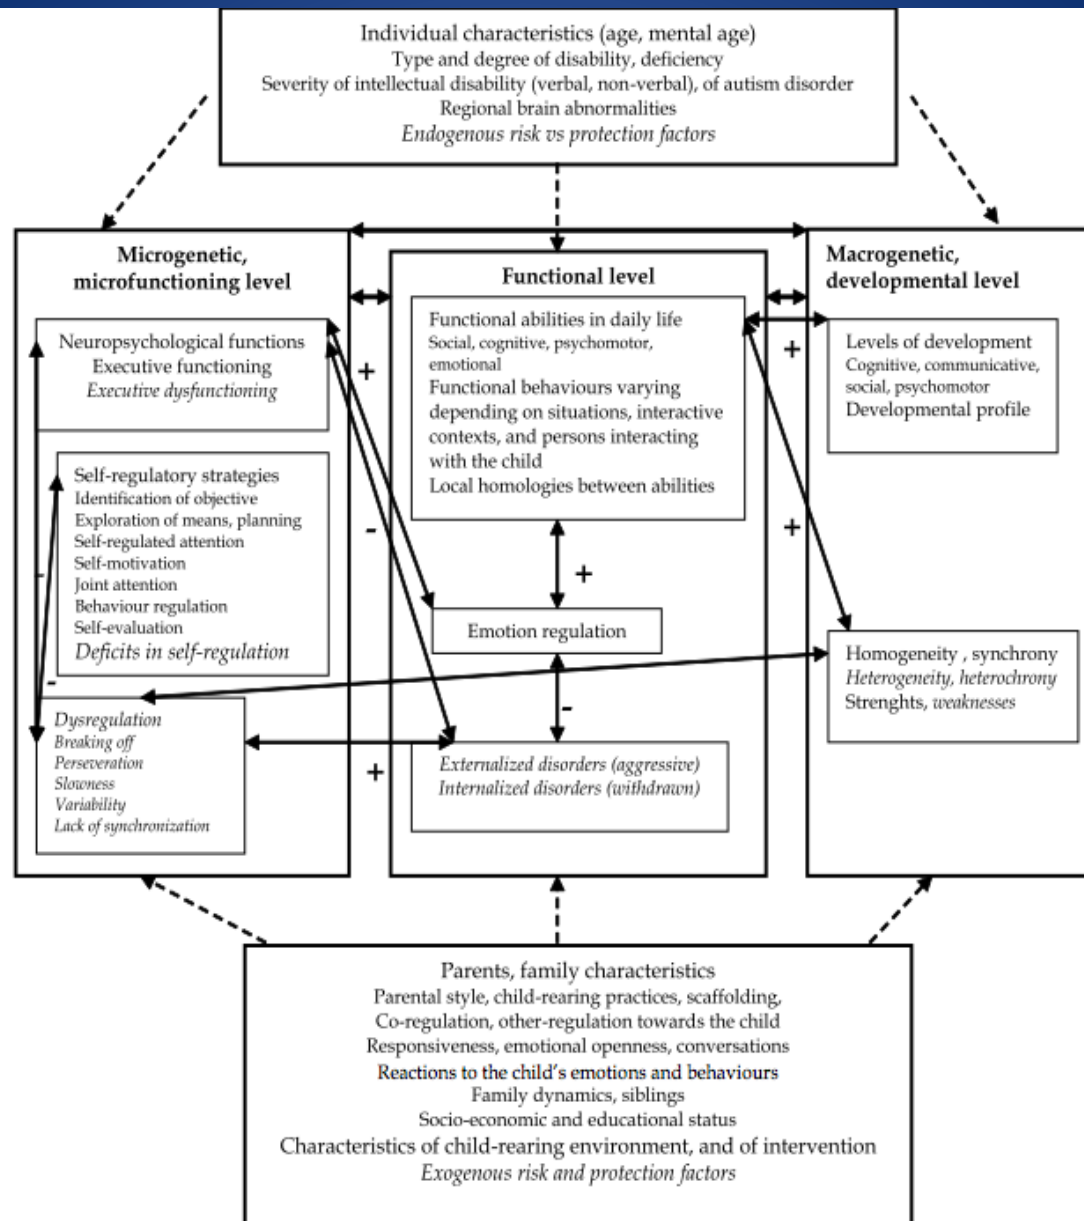 Individual characteristics (age, mental age)
Type and degree of disability, deficiency
Severity of intellectual disability (verbal, non-verbal), of autism disorder
Regional brain abnormalities
Endogenous risk vs protection factors
Microgenetic,
microfunctioning level
Neuropsychological functions
Executive functioning
Executive dysfunctioning
Self-regulatory strategies
Identification of objective
Exploration of means, planning
Self-regulated attention
Self-motivation
Joint attention
Behaviour regulation
Self-evaluation
Deficits in self-regulation
-
-
Dysregulation
Breaking off
Perseveration
Slowness
Variability
Lack of synchronization
+
-
+
Functional level
Functional abilities in daily life
Social, cognitive, psychomotor,
emotional
Functional behaviours varying
depending on situations, interactive
contexts, and persons interacting
with the child
Local homologies between abilities
+
Emotion regulation
-
Externalized disorders (aggressive)
Internalized disorders (withdrawn)
+
+
Macrogenetic,
developmental level
Levels of development
Cognitive, communicative,
social, psychomotor
Developmental profile
Homogeneity , synchrony
Heterogeneity, heterochrony
Strenghts, weaknesses
Parents, family characteristics
Parental style, child-rearing practices, scaffolding,
Co-regulation, other-regulation towards the child
Responsiveness, emotional openness, conversations
Reactions to the child's emotions and behaviours
Family dynamics, siblings
Socio-economic and educational status
Characteristics of child-rearing environment, and of intervention
Exogenous risk and protection factors